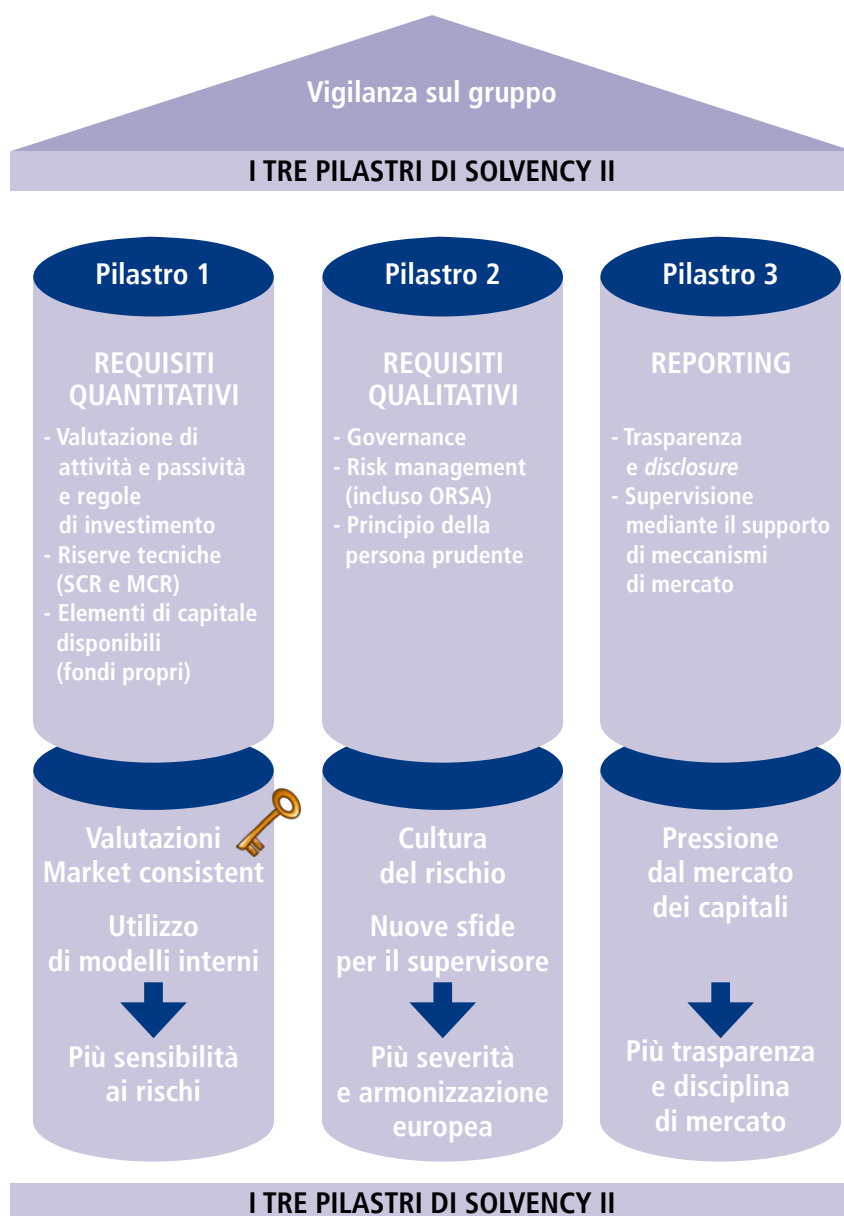 Vigilanza sul gruppo
I TRE PILASTRI DI SOLVENCY II
Pilastro 1
REQUISITI
QUANTITATIVI
- Valutazione di
attività e passività
e regole
di investimento
- Riserve tecniche
(SCR e MCR)
- Elementi di capitale
disponibili
(fondi propri)
Valutazioni
Market consistent
Utilizzo
di modelli interni
Più sensibilità
ai rischi
Pilastro 2
REQUISITI
QUALITATIVI
- Governance
- Risk management
(incluso ORSA)
- Principio della
persona prudente
Cultura
del rischio
Nuove sfide
per il supervisore
Più severità
e armonizzazione
europea
Pilastro 3
REPORTING
- Trasparenza
e disclosure
- Supervisione
mediante il supporto
di meccanismi
di mercato
Pressione
dal mercato
dei capitali
Più trasparenza
e disciplina
di mercato
I TRE PILASTRI DI SOLVENCY II